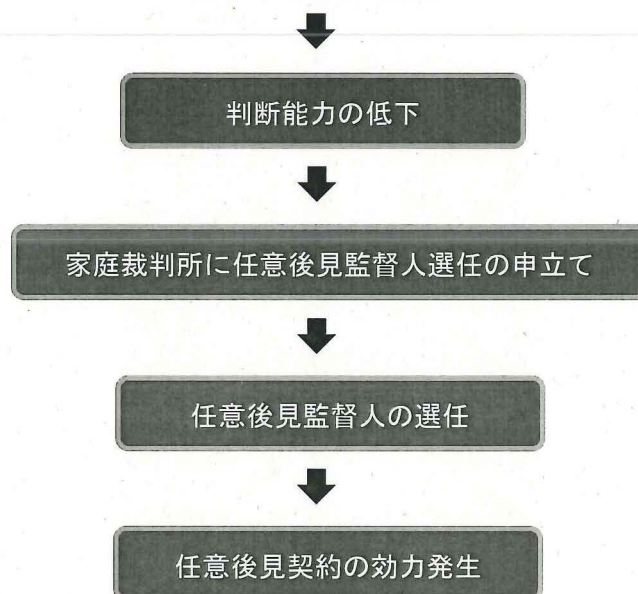 判断能力の低下
家庭裁判所に任意後見監督人選任の申立て
任意後見監督人の選任
任意後見契約の効力発生